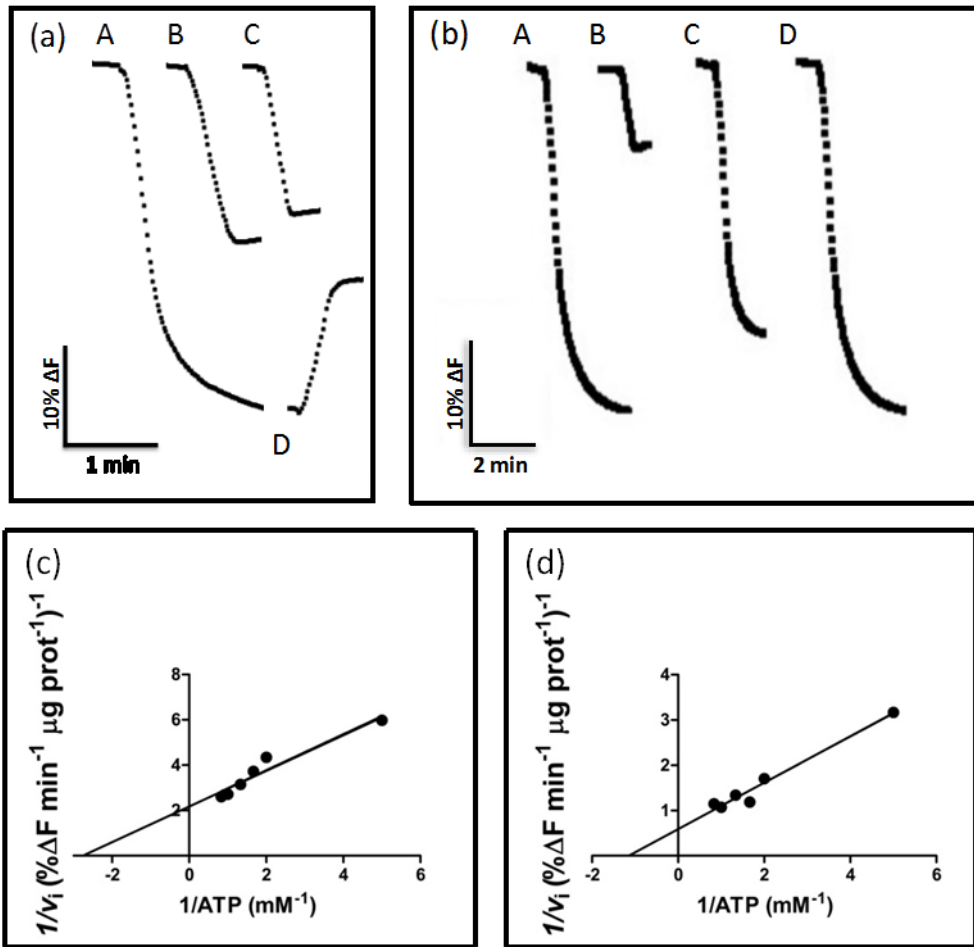 (a) A B C
10% ΔF
1 min
D
(b) A B C D
10% ΔF
2 min
(c)
1/vi (%ΔF min-1 µg prot-1)-1
8
6
4
2
-2 0 2 4 6
1/ATP (mM-1)
(d)
1/vi (%ΔF min-1 µg prot-1)-1
4
3
2
1
-2 0 2 4 6
1/ATP (mM-1)